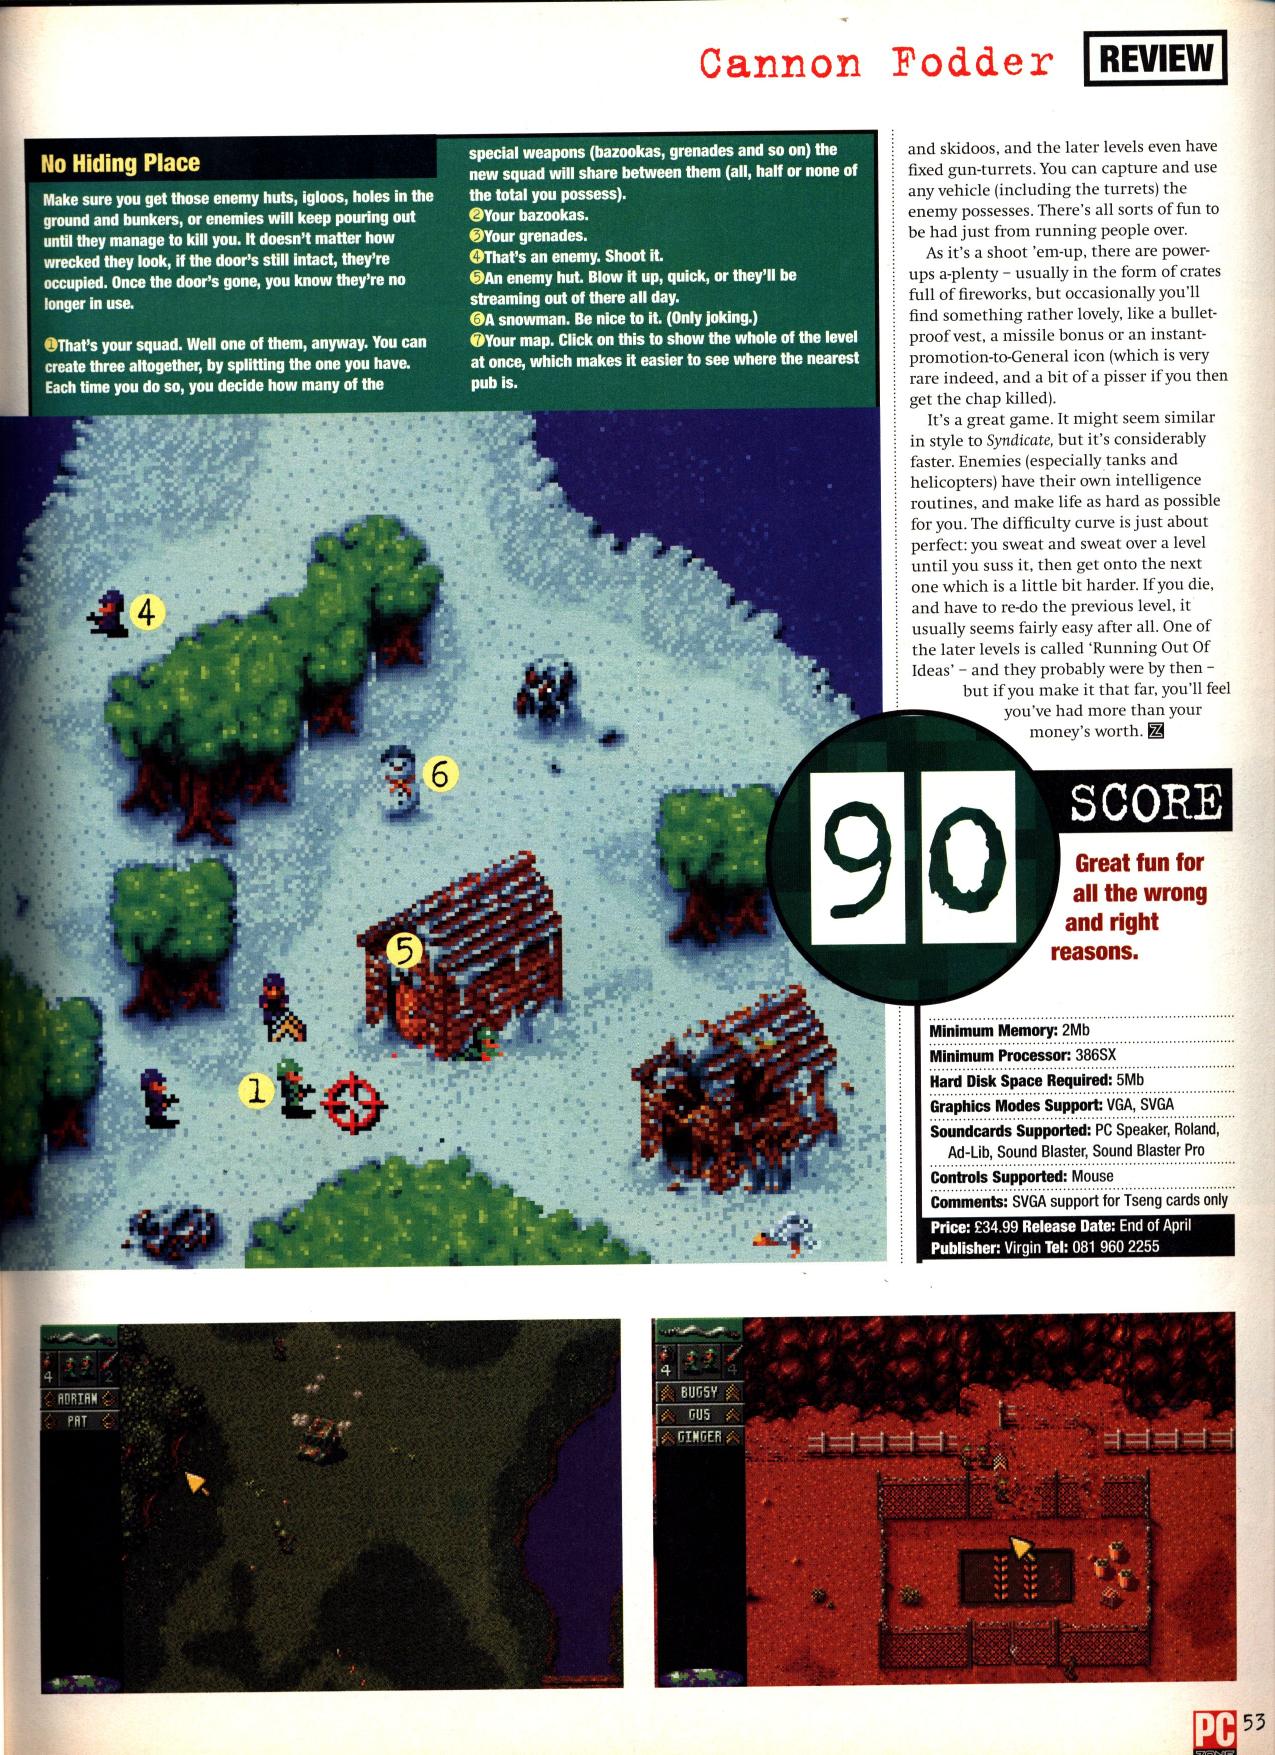 Cannon Fodder REVIEW
No Hiding Place
Make sure you get those enemy huts, igloos, holes in the
ground and bunkers, or enemies will keep pouring out
until they manage to kill you. It doesn't matter how
wrecked they look, if the door's still intact, they're
occupied. Once the door's gone, you know they're no
longer in use.
1 That's your squad. Well one of them, anyway. You can
create three altogether, by splitting the one you have.
Each time you do so, you decide how many of the
special weapons (bazookas, grenades and so on) the
new squad will share between them (all, half or none of
the total you possess).
2 Your bazookas.
3 Your grenades.
4 That's an enemy. Shoot it.
5 An enemy hut. Blow it up, quick, or they'll be
streaming out of there all day.
6 A snowman. Be nice to it. (Only joking.)
7 Your map. Click on this to show the whole of the level
at once, which makes it easier to see where the nearest
pub is.
4
6
5
1
and skidoos, and the later levels even have
fixed gun-turrets. You can capture and use
any vehicle (including the turrets) the
enemy possesses. There's all sorts of fun to
be had just from running people over.
As it's a shoot 'em-up, there are power-
ups a-plenty – usually in the form of crates
full of fireworks, but occasionally you'll
find something rather lovely, like a bullet-
proof vest, a missile bonus or an instant-
promotion-to-General icon (which is very
rare indeed, and a bit of a pisser if you then
get the chap killed).
It's a great game. It might seem similar
in style to Syndicate, but it's considerably
faster. Enemies (especially tanks and
helicopters) have their own intelligence
routines, and make life as hard as possible
for you. The difficulty curve is just about
perfect: you sweat and sweat over a level
until you suss it, then get onto the next
one which is a little bit harder. If you die,
and have to re-do the previous level, it
usually seems fairly easy after all. One of
the later levels is called 'Running Out Of
Ideas' – and they probably were by then –
but if you make it that far, you'll feel
you've had more than your
money's worth. Z
90
SCORE
Great fun for
all the wrong
and right
reasons.
Minimum Memory: 2Mb
Minimum Processor: 386SX
Hard Disk Space Required: 5Mb
Graphics Modes Support: VGA, SVGA
Soundcards Supported: PC Speaker, Roland,
Ad-Lib, Sound Blaster, Sound Blaster Pro
Controls Supported: Mouse
Comments: SVGA support for Tseng cards only
Price: £34.99 Release Date: End of April
Publisher: Virgin Tel: 081 960 2255
4 2
ADRIAN
PAT
4 4
BUGSY
GUS
GINGER
PC 53
ZONE